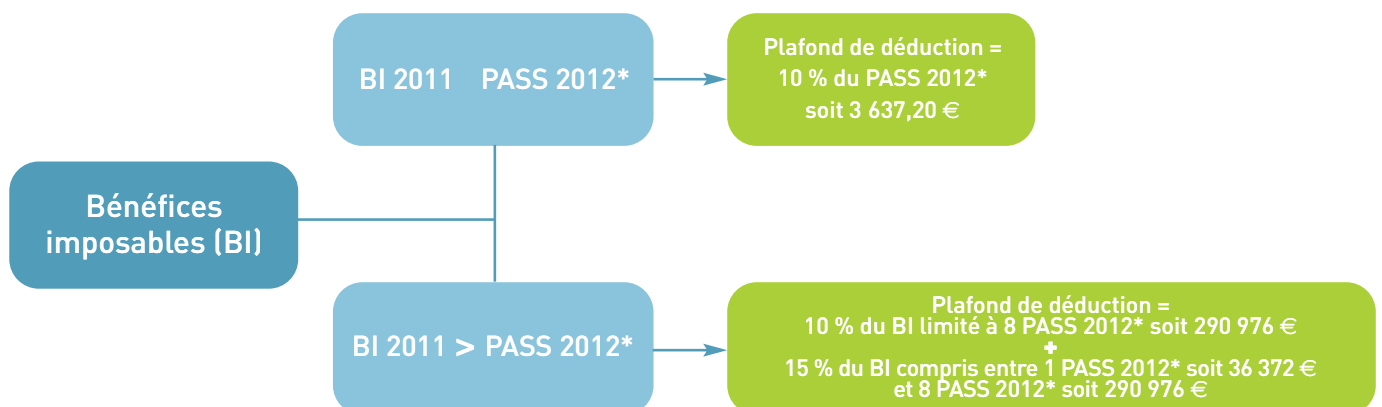 Bénéfices
imposables (BI)
BI 2011 PASS 2012*
Plafond de déduction =
10 % du PASS 2012*
soit 3 637,20 €
BI 2011 > PASS 2012*
Plafond de déduction =
10 % du BI limité à 8 PASS 2012* soit 290 976 €
+
15 % du BI compris entre 1 PASS 2012* soit 36 372 €
et 8 PASS 2012* soit 290 976 €